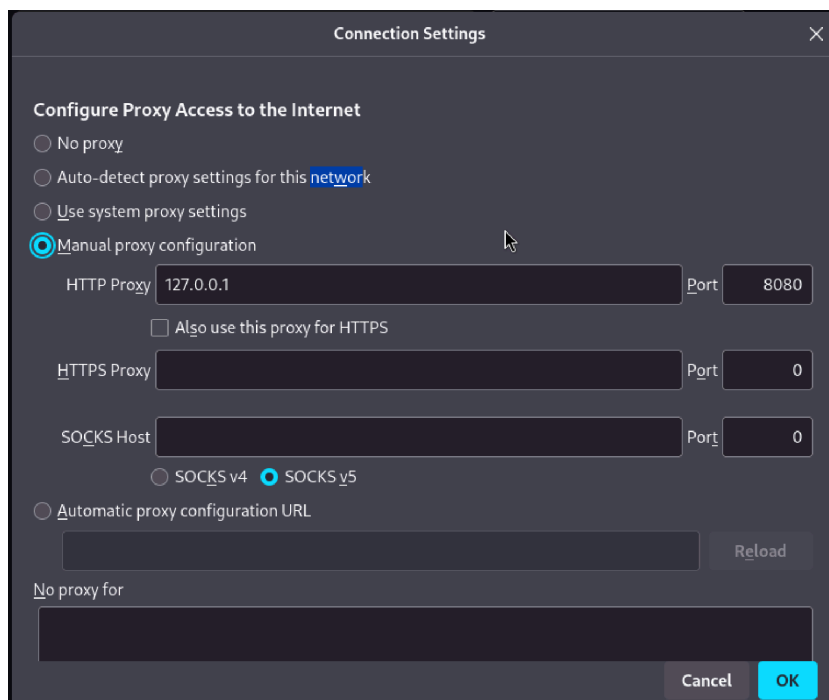 Connection Settings
Configure Proxy Access to the Internet
No proxy
Auto-detect proxy settings for this network
Use system proxy settings
Manual proxy configuration
HTTP Proxy 127.0.0.1 Port 8080
Also use this proxy for HTTPS
HTTPS Proxy Port 0
SOCKS Host Port 0
SOCKS v4 SOCKS v5
Automatic proxy configuration URL
Reload
No proxy for
Cancel OK